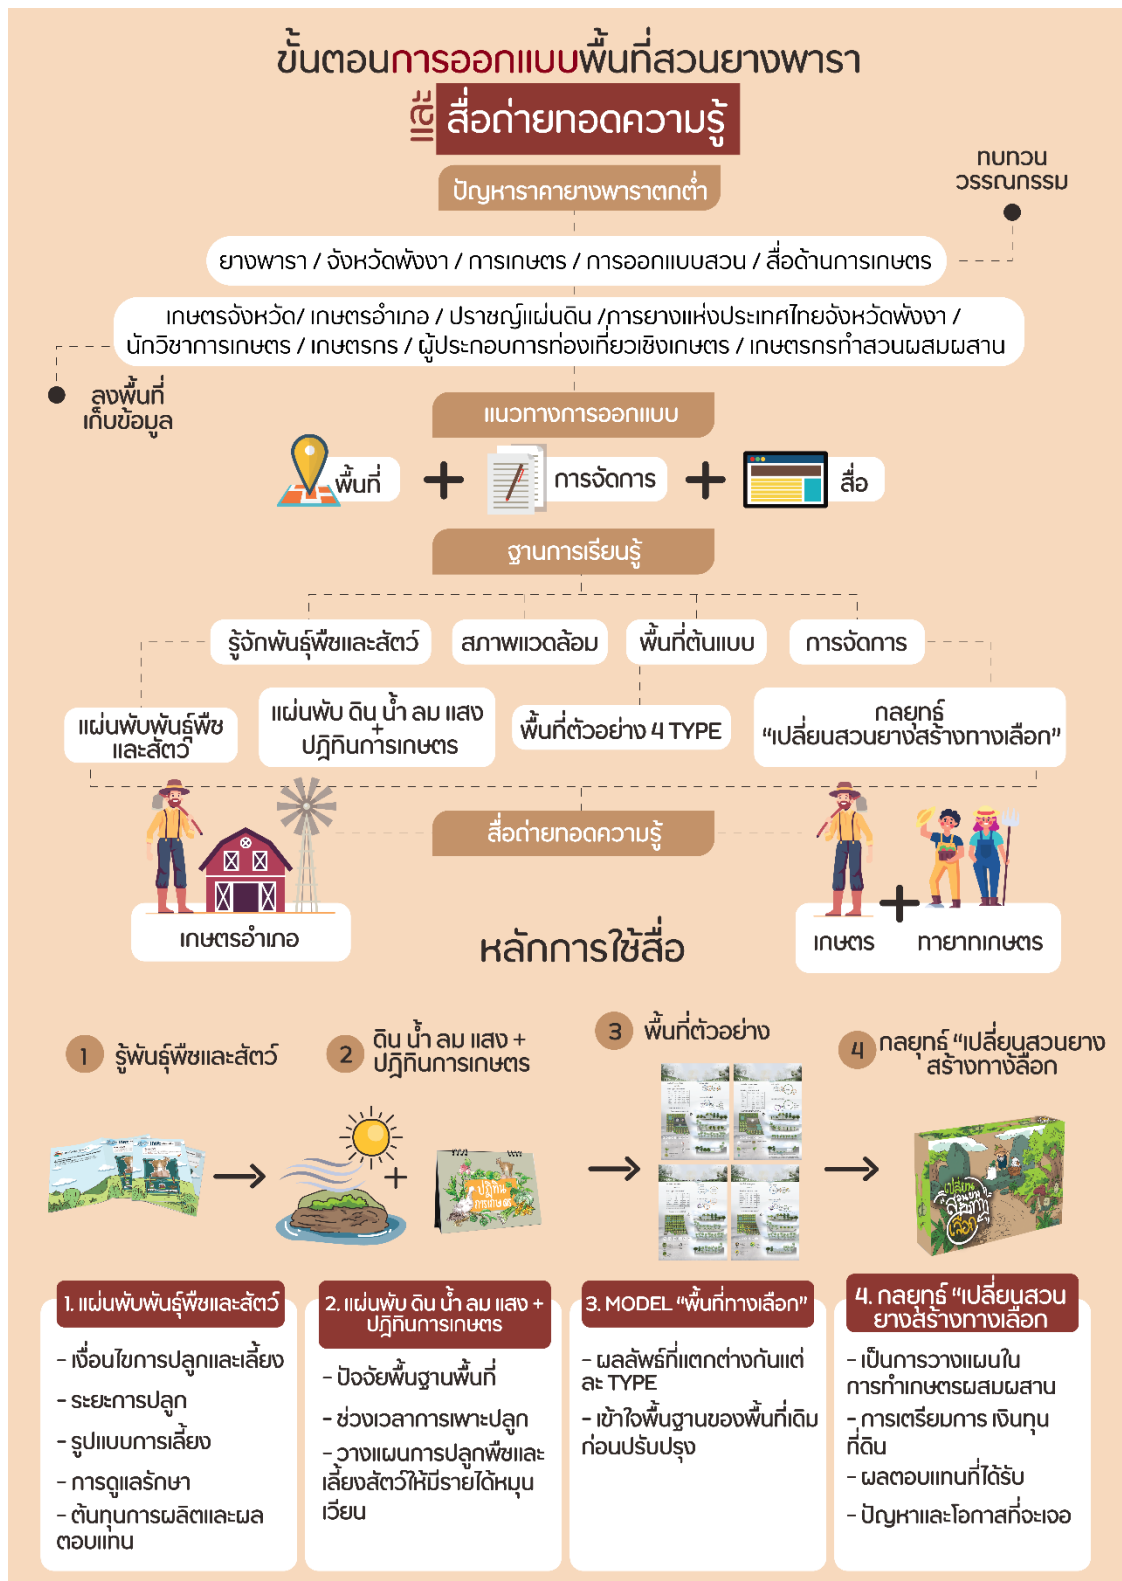 ขั้นตอนการออกแบบพื้นที่สวนยางพารา
และ สื่อถ่ายทอดความรู้
ปัญหาราคายางพาราตกต่ำ
ทบทวน
วรรณกรรม
ยางพารา / จังหวัดพังงา / การเกษตร / การออกแบบสวน / สื่อด้านการเกษตร
เกษตรจังหวัด/ เกษตรอำเภอ / ปราชญ์แผ่นดิน /การยางแห่งประเทศไทยจังหวัดพังงา /
นักวิชาการเกษตร / เกษตรกร / ผู้ประกอบการท่องเที่ยวเชิงเกษตร / เกษตรกรทำสวนผสมผสาน
ลงพื้นที่
เก็บข้อมูล
แนวทางการออกแบบ
พื้นที่ + การจัดการ + สื่อ
ฐานการเรียนรู้
รู้จักพันธุ์พืชและสัตว์ สภาพแวดล้อม พื้นที่ต้นแบบ การจัดการ
แผ่นพับพันธุ์พืช
และสัตว์
แผ่นพับ ดิน น้ำ ลม แสง
+
ปฎิทินการเกษตร
พื้นที่ตัวอย่าง 4 TYPE
กลยุทธ์
“เปลี่ยนสวนยางสร้างทางเลือก”
สื่อถ่ายทอดความรู้
เกษตรอำเภอ
เกษตร + ทายาทเกษตร
หลักการใช้สื่อ
1 รู้พันธุ์พืชและสัตว์
2 ดิน น้ำ ลม แสง +
ปฎิทินการเกษตร
3 พื้นที่ตัวอย่าง
4 กลยุทธ์ “เปลี่ยนสวนยาง
สร้างทางลือก
+
ปฏิทิน
การเกษตร
เปลี่ยน
สวนยาง
สร้างทาง
เลือก
1. แผ่นพับพันธุ์พืชและสัตว์
- เงื่อนไขการปลูกและเลี้ยง
- ระยะการปลูก
- รูปแบบการเลี้ยง
- การดูแลรักษา
- ต้นทุนการผลิตและผล
ตอบแทน
2. แผ่นพับ ดิน น้ำ ลม แสง +
ปฎิทินการเกษตร
- ปัจจัยพื้นฐานพื้นที่
- ช่วงเวลาการเพาะปลูก
- วางแผนการปลูกพืชและ
เลี้ยงสัตว์ให้มีรายได้หมุน
เวียน
3. MODEL “พื้นที่ทางเลือก”
- ผลลัพธ์ที่แตกต่างกันแต่
ละ TYPE
- เข้าใจพื้นฐานของพื้นที่เดิม
ก่อนปรับปรุง
4. กลยุทธ์ “เปลี่ยนสวน
ยางสร้างทางเลือก
- เป็นการวางแผนใน
การทำเกษตรผสมผสาน
- การเตรียมการ เงินทุน
ที่ดิน
- ผลตอบแทนที่ได้รับ
- ปัญหาและโอกาสที่จะเจอ